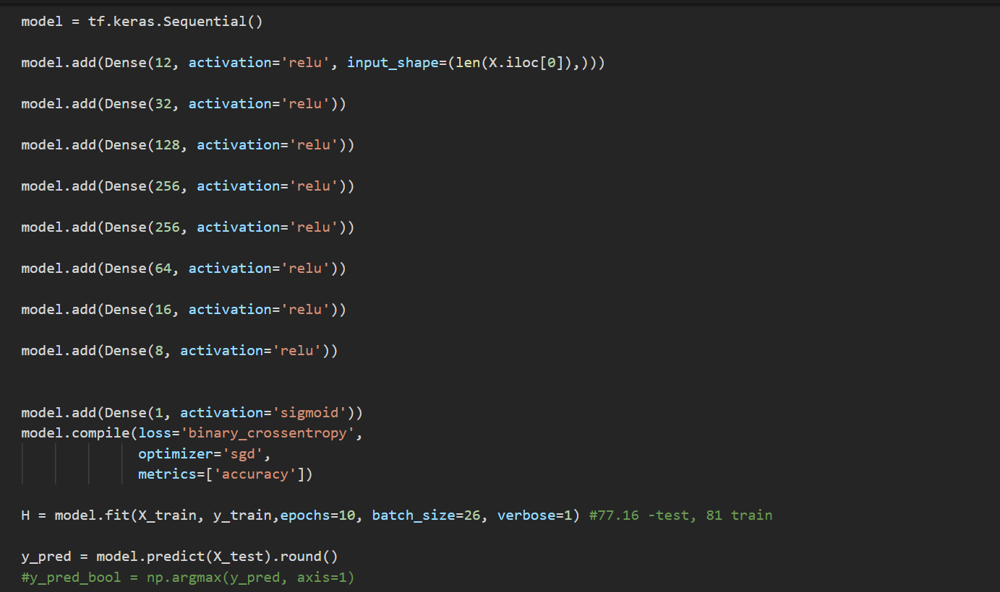 model = tf.keras.Sequential()
model.add(Dense(12, activation='relu', input_shape=(len(X.iloc[0]),)))
model.add(Dense(32, activation='relu'))
model.add(Dense(128, activation='relu'))
model.add(Dense(256, activation='relu'))
model.add(Dense(256, activation='relu'))
model.add(Dense(64, activation='relu'))
model.add(Dense(16, activation='relu'))
model.add(Dense(8, activation='relu'))
model.add(Dense(1, activation='sigmoid'))
model.compile(loss='binary_crossentropy',
              optimizer='sgd',
              metrics=['accuracy'])
H = model.fit(X_train, y_train,epochs=10, batch_size=26, verbose=1) #77.16 -test, 81 train
y_pred = model.predict(X_test).round()
#y_pred_bool = np.argmax(y_pred, axis=1)